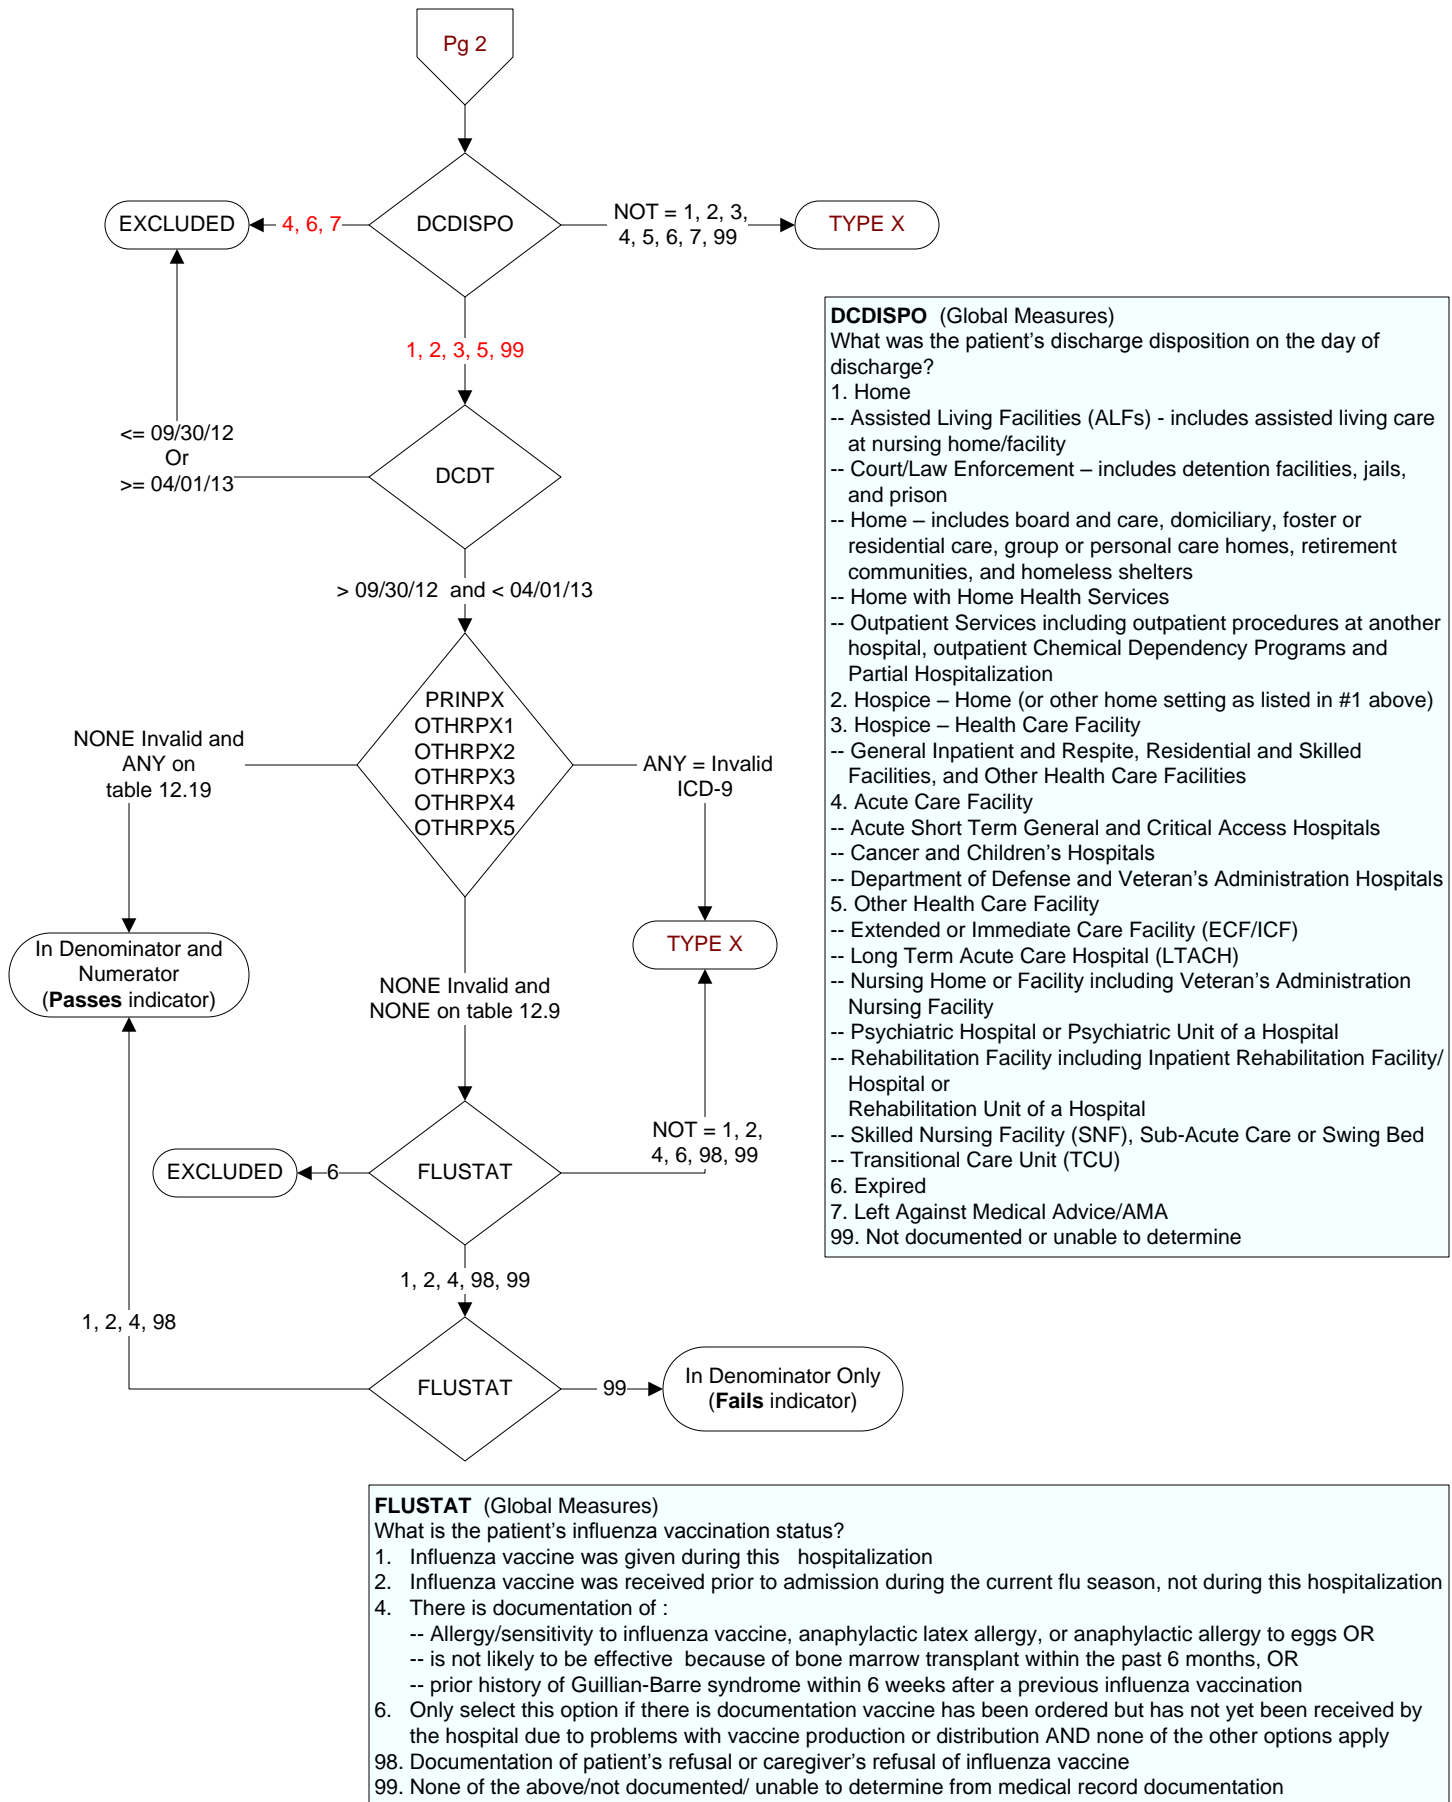 Pg 2
DCDISPO
EXCLUDED
4, 6, 7
NOT = 1, 2, 3,
4, 5, 6, 7, 99
TYPE X
1, 2, 3, 5, 99
<= 09/30/12
Or
>= 04/01/13
DCDT
> 09/30/12 and < 04/01/13
PRINPX
OTHRPX1
OTHRPX2
OTHRPX3
OTHRPX4
OTHRPX5
NONE Invalid and
ANY on
table 12.19
ANY = Invalid
ICD-9
In Denominator and
Numerator
(Passes indicator)
TYPE X
NONE Invalid and
NONE on table 12.9
EXCLUDED
6
FLUSTAT
NOT = 1, 2,
4, 6, 98, 99
1, 2, 4, 98, 99
1, 2, 4, 98
FLUSTAT
99
In Denominator Only
(Fails indicator)
DCDISPO (Global Measures)
What was the patient’s discharge disposition on the day of
discharge?
1. Home
-- Assisted Living Facilities (ALFs) - includes assisted living care
at nursing home/facility
-- Court/Law Enforcement – includes detention facilities, jails,
and prison
-- Home – includes board and care, domiciliary, foster or
residential care, group or personal care homes, retirement
communities, and homeless shelters
-- Home with Home Health Services
-- Outpatient Services including outpatient procedures at another
hospital, outpatient Chemical Dependency Programs and
Partial Hospitalization
2. Hospice – Home (or other home setting as listed in #1 above)
3. Hospice – Health Care Facility
-- General Inpatient and Respite, Residential and Skilled
Facilities, and Other Health Care Facilities
4. Acute Care Facility
-- Acute Short Term General and Critical Access Hospitals
-- Cancer and Children’s Hospitals
-- Department of Defense and Veteran’s Administration Hospitals
5. Other Health Care Facility
-- Extended or Immediate Care Facility (ECF/ICF)
-- Long Term Acute Care Hospital (LTACH)
-- Nursing Home or Facility including Veteran’s Administration
Nursing Facility
-- Psychiatric Hospital or Psychiatric Unit of a Hospital
-- Rehabilitation Facility including Inpatient Rehabilitation Facility/
Hospital or
Rehabilitation Unit of a Hospital
-- Skilled Nursing Facility (SNF), Sub-Acute Care or Swing Bed
-- Transitional Care Unit (TCU)
6. Expired
7. Left Against Medical Advice/AMA
99. Not documented or unable to determine
FLUSTAT (Global Measures)
What is the patient’s influenza vaccination status?
1. Influenza vaccine was given during this hospitalization
2. Influenza vaccine was received prior to admission during the current flu season, not during this hospitalization
4. There is documentation of :
-- Allergy/sensitivity to influenza vaccine, anaphylactic latex allergy, or anaphylactic allergy to eggs OR
-- is not likely to be effective because of bone marrow transplant within the past 6 months, OR
-- prior history of Guillian-Barre syndrome within 6 weeks after a previous influenza vaccination
6. Only select this option if there is documentation vaccine has been ordered but has not yet been received by
the hospital due to problems with vaccine production or distribution AND none of the other options apply
98. Documentation of patient’s refusal or caregiver’s refusal of influenza vaccine
99. None of the above/not documented/ unable to determine from medical record documentation